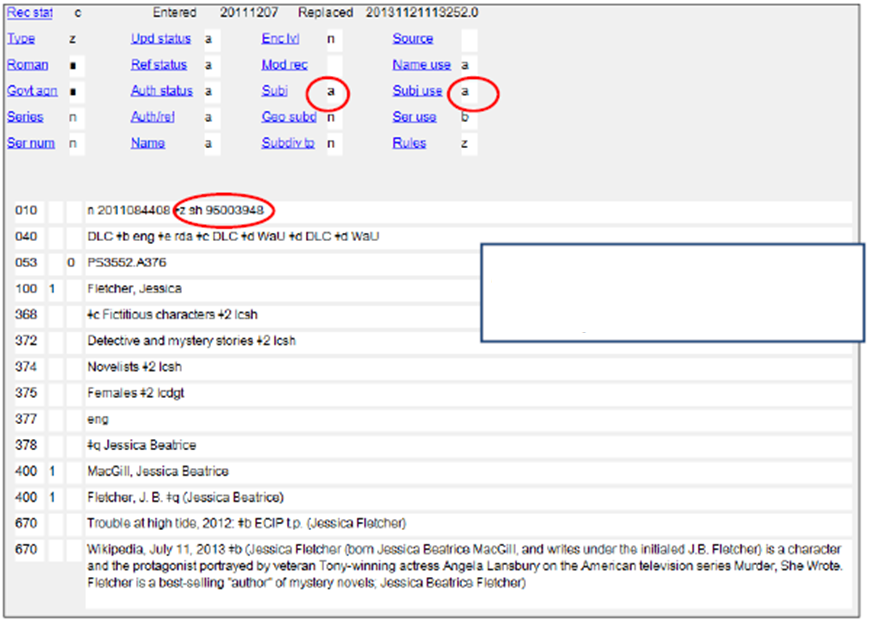 Rec stat c Entered 20111207 Replaced 20131121113252.0
Type z Upd status a Enc lvl n Source
Roman ■ Ref status a Mod rec Name use a
Govt agn ■ Auth status a Subj a Subj use a
Series n Auth/ref a Geo subd n Ser use b
Ser num n Name a Subdiv tp n Rules z
010 n 2011084408 ‡z sh 95003948
040 DLC ‡b eng ‡e rda ‡c DLC ‡d WaU ‡d DLC ‡d WaU
053 0 PS3552.A376
100 1 Fletcher, Jessica
368 ‡c Fictitious characters ‡2 lcsh
372 Detective and mystery stories ‡2 lcsh
374 Novelists ‡2 lcsh
375 Females ‡2 lcdgt
377 eng
378 ‡q Jessica Beatrice
400 1 MacGill, Jessica Beatrice
400 1 Fletcher, J. B. ‡q (Jessica Beatrice)
670 Trouble at high tide, 2012: ‡b ECIP t.p. (Jessica Fletcher)
670 Wikipedia, July 11, 2013 ‡b (Jessica Fletcher (born Jessica Beatrice MacGill, and writes under the initialed J.B. Fletcher) is a character
and the protagonist portrayed by veteran Tony-winning actress Angela Lansbury on the American television series Murder, She Wrote.
Fletcher is a best-selling "author" of mystery novels; Jessica Beatrice Fletcher)